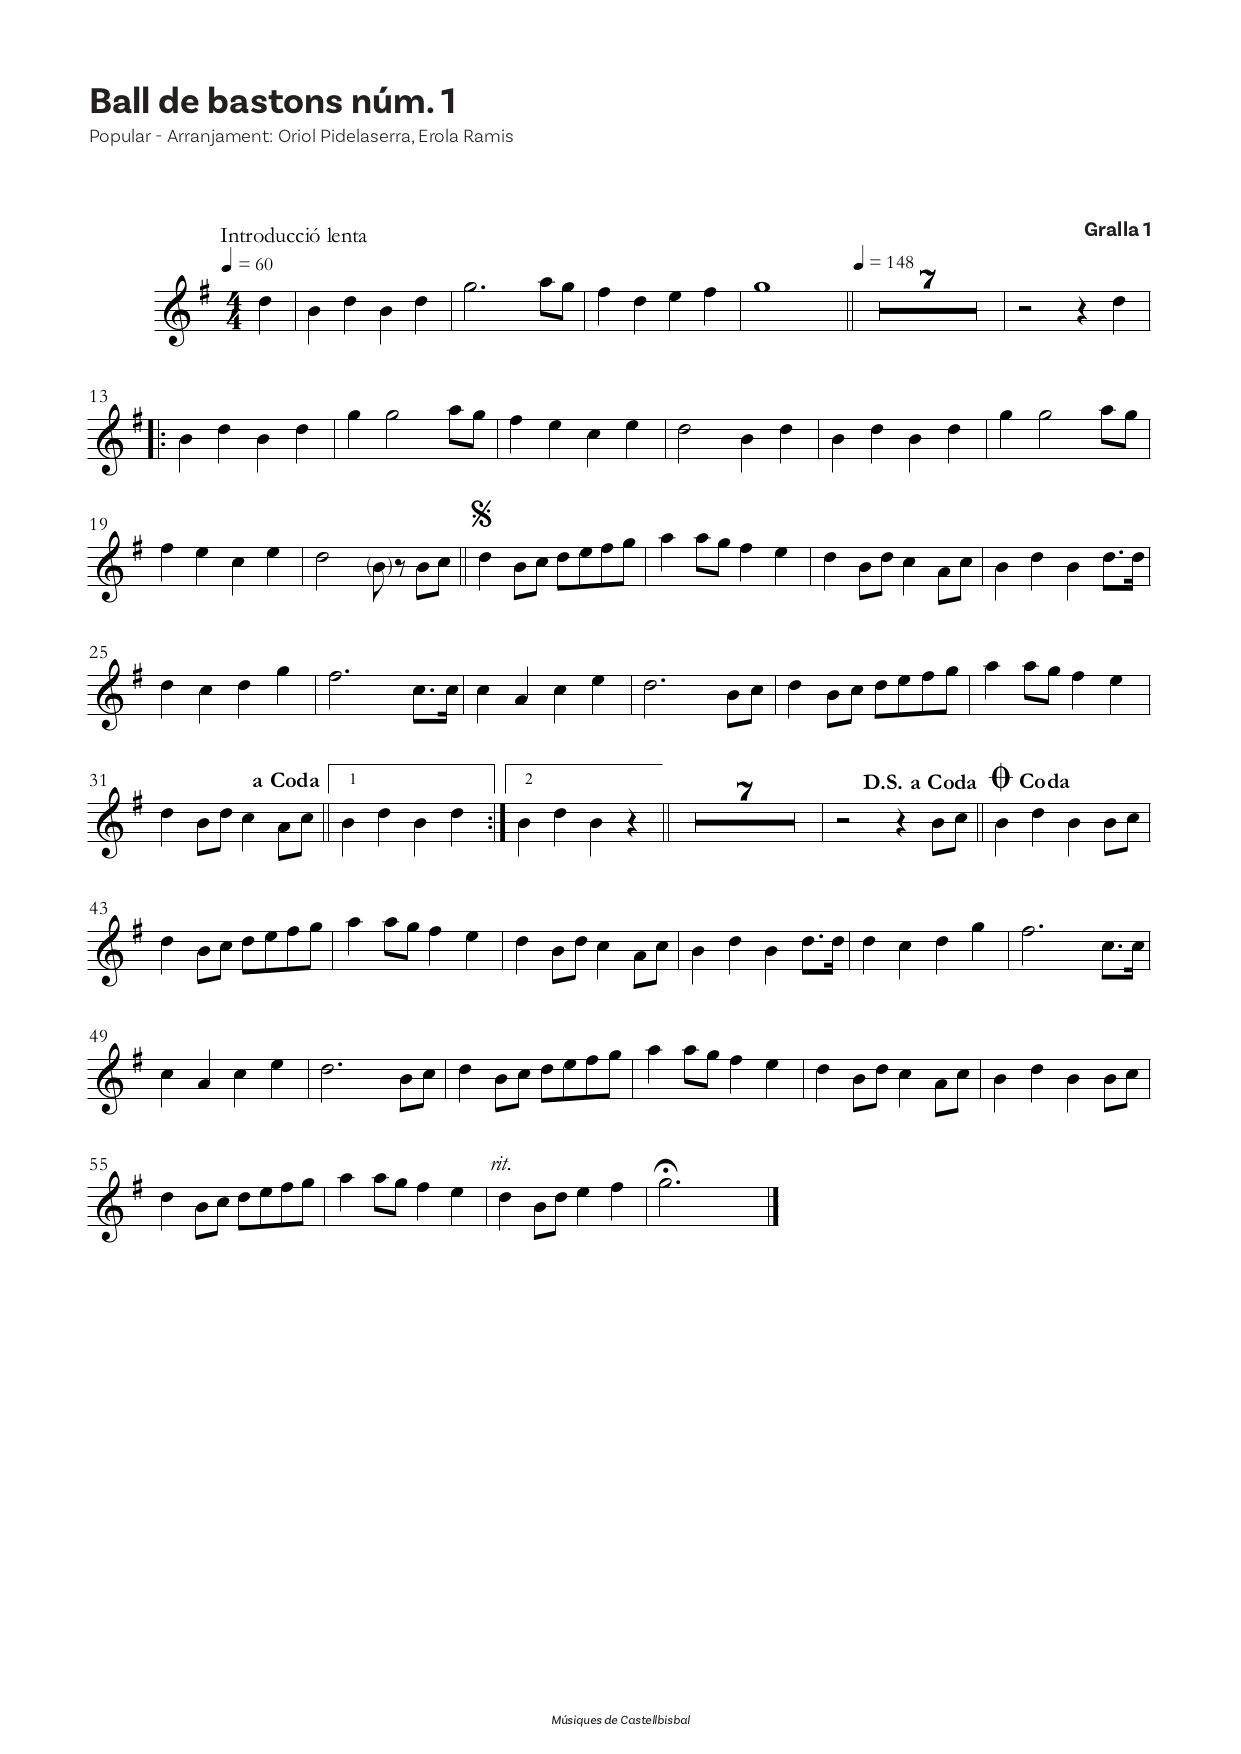 Ball de bastons núm. 1
Popular - Arranjament: Oriol Pidelaserra, Erola Ramis
Gralla 1
Introducció lenta
= 60
= 148
7
4
4
13
19
25
31
a Coda
1
2
7
D.S. a Coda
Coda
43
49
55
rit.
Músiques de Castellbisbal